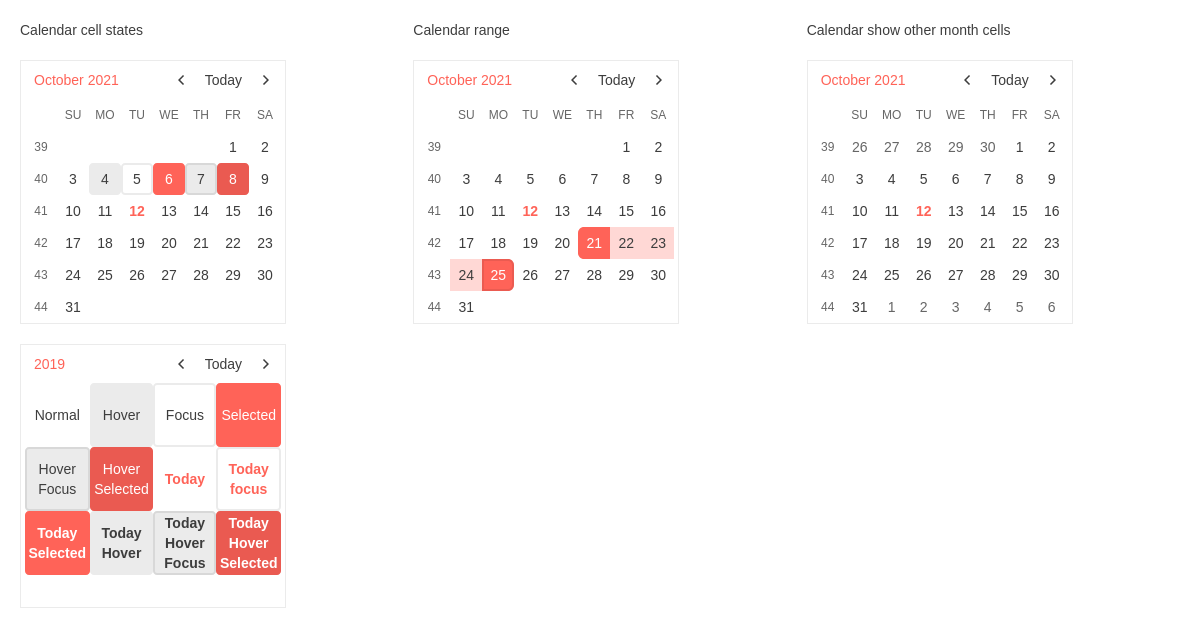 Calendar cell states
October 2021 Today
SU MO TU WE TH FR SA
39 1 2
40 3 4 5 6 7 8 9
41 10 11 12 13 14 15 16
42 17 18 19 20 21 22 23
43 24 25 26 27 28 29 30
44 31
2019 Today
Normal Hover Focus Selected
Hover Focus
Hover Selected
Today
Today focus
Today Selected
Today Hover
Today Hover Focus
Today Hover Selected
Calendar range
October 2021 Today
SU MO TU WE TH FR SA
39 1 2
40 3 4 5 6 7 8 9
41 10 11 12 13 14 15 16
42 17 18 19 20 21 22 23
43 24 25 26 27 28 29 30
44 31
Calendar show other month cells
October 2021 Today
SU MO TU WE TH FR SA
39 26 27 28 29 30 1 2
40 3 4 5 6 7 8 9
41 10 11 12 13 14 15 16
42 17 18 19 20 21 22 23
43 24 25 26 27 28 29 30
44 31 1 2 3 4 5 6